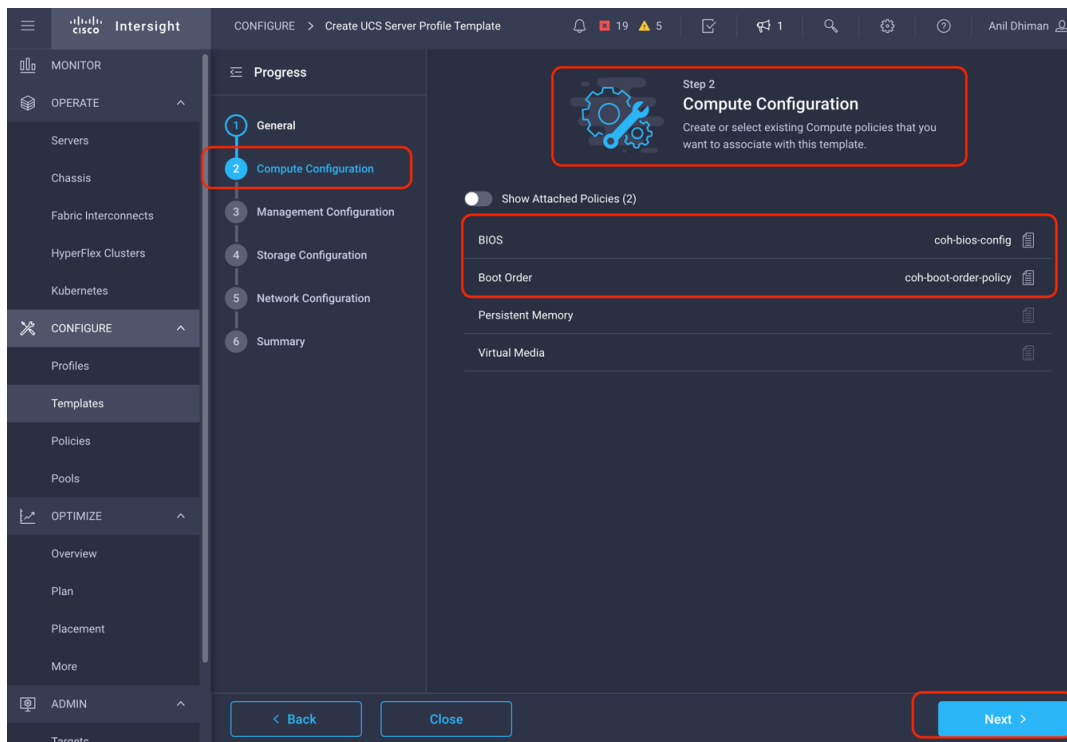 cisco Intersight
CONFIGURE > Create UCS Server Profile Template
19 5
1
Anil Dhiman
MONITOR
OPERATE
Servers
Chassis
Fabric Interconnects
HyperFlex Clusters
Kubernetes
CONFIGURE
Profiles
Templates
Policies
Pools
OPTIMIZE
Overview
Plan
Placement
More
ADMIN
Targets
Progress
1 General
2 Compute Configuration
3 Management Configuration
4 Storage Configuration
5 Network Configuration
6 Summary
Step 2
Compute Configuration
Create or select existing Compute policies that you
want to associate with this template.
Show Attached Policies (2)
BIOS coh-bios-config
Boot Order coh-boot-order-policy
Persistent Memory
Virtual Media
< Back
Close
Next >